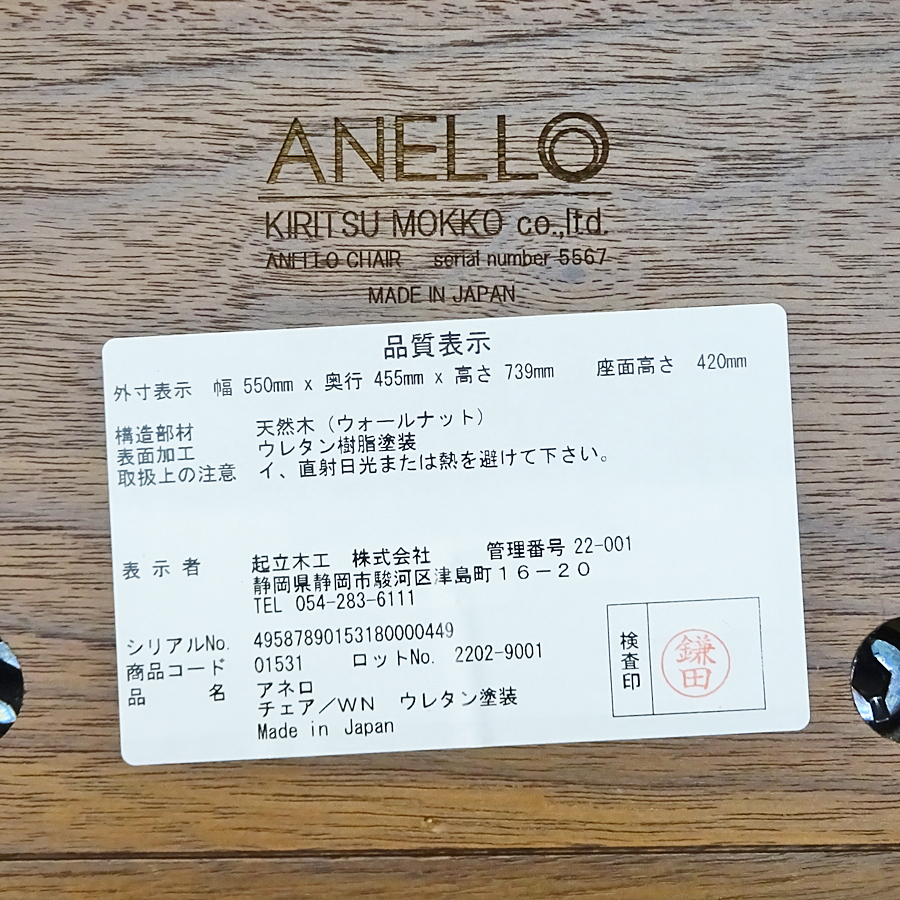 ANELLO
KIRITSU MOKKO co.,ltd.
ANELLO CHAIR serial number 5567
MADE IN JAPAN
品質表示
外寸表示 幅 550mm x 奥行 455mm x 高さ 739mm 座面高さ 420mm
構造部材 天然木（ウォールナット）
表面加工 ウレタン樹脂塗装
取扱上の注意 イ、直射日光または熱を避けて下さい。
表示者 起立木工 株式会社 管理番号 22-001
静岡県静岡市駿河区津島町１６－２０
TEL 054-283-6111
シリアルNo. 49587890153180000449
商品コード 01531 ロットNo. 2202-9001
品名 アネロ
チェア／ＷＮ ウレタン塗装
Made in Japan
検査印
鎌田